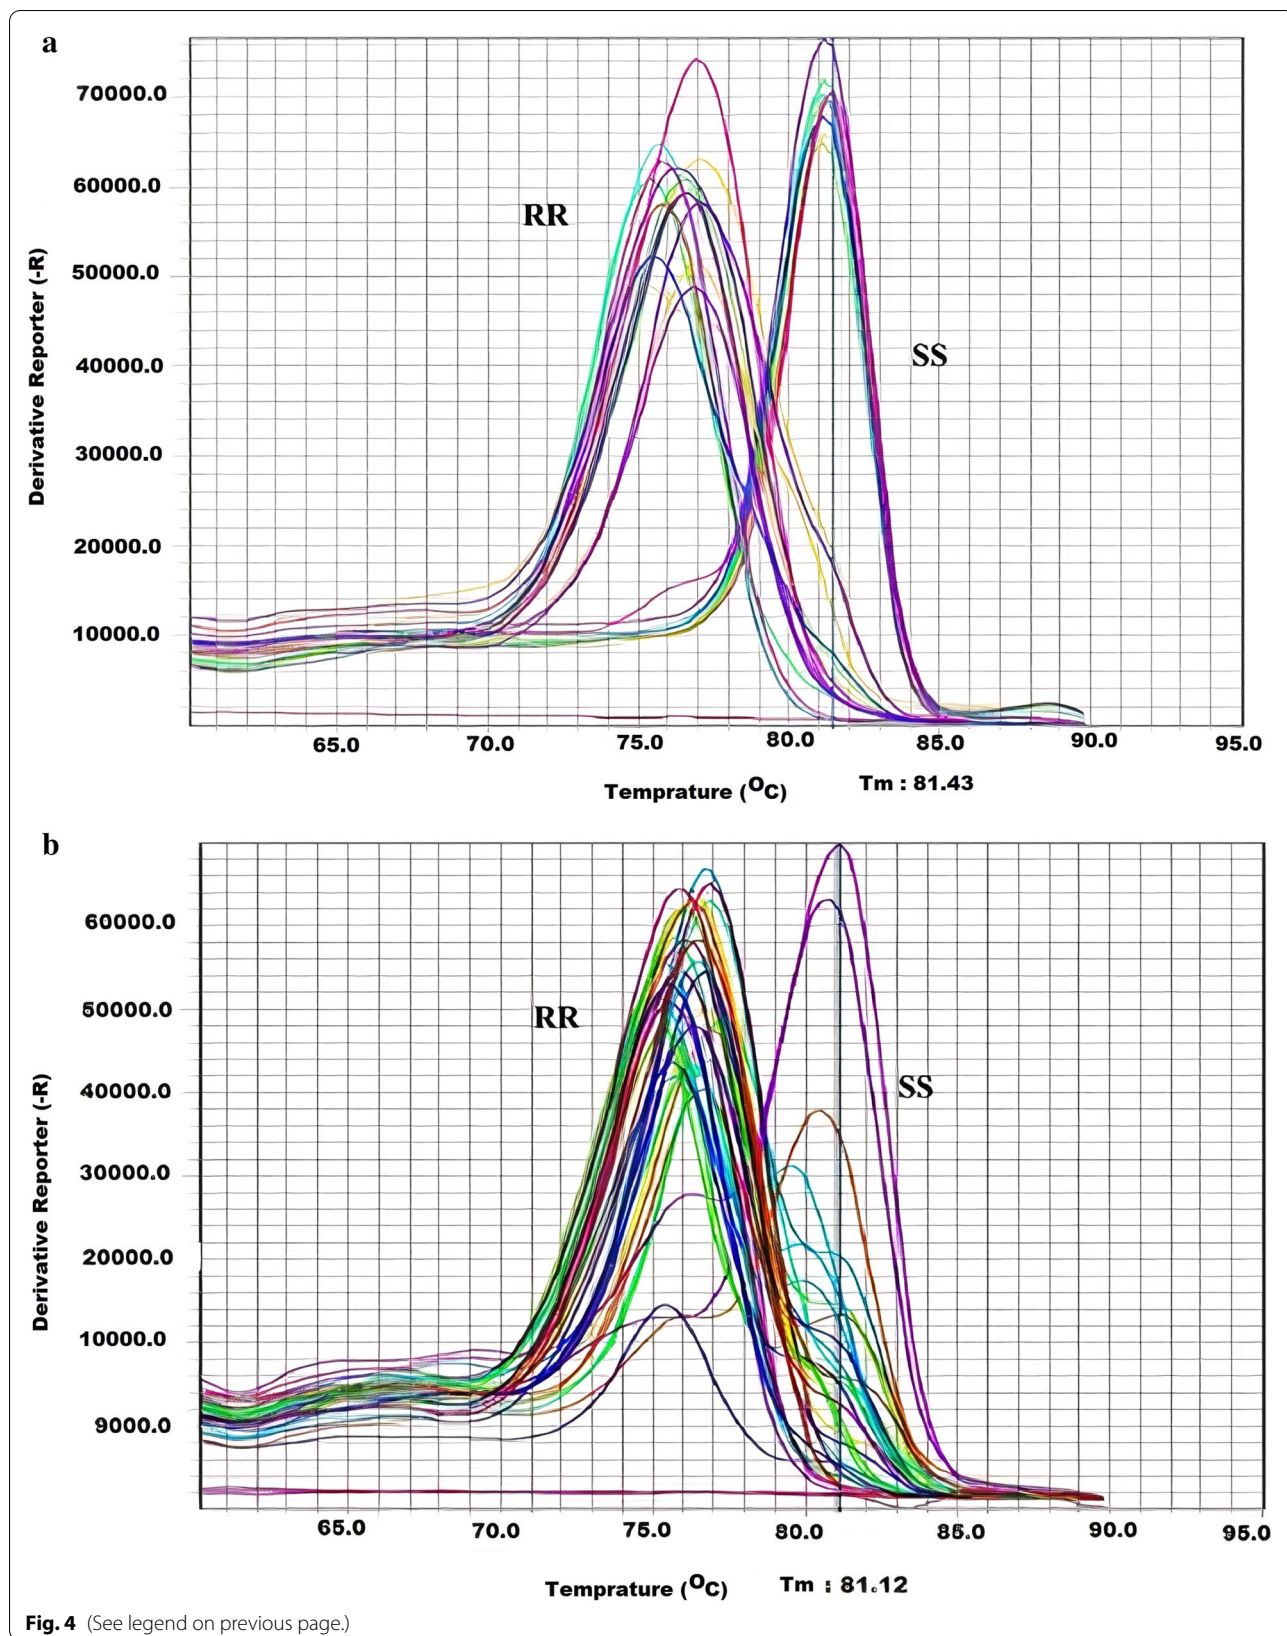 a
Derivative Reporter (-R)
70000.0
60000.0
50000.0
40000.0
30000.0
20000.0
10000.0
RR
SS
65.0 70.0 75.0 80.0 85.0 90.0 95.0
Temprature (OC) Tm : 81.43
b
Derivative Reporter (-R)
60000.0
50000.0
40000.0
30000.0
20000.0
10000.0
9000.0
RR
SS
65.0 70.0 75.0 80.0 85.0 90.0 95.0
Temprature (OC) Tm : 81.12
Fig. 4 (See legend on previous page.)